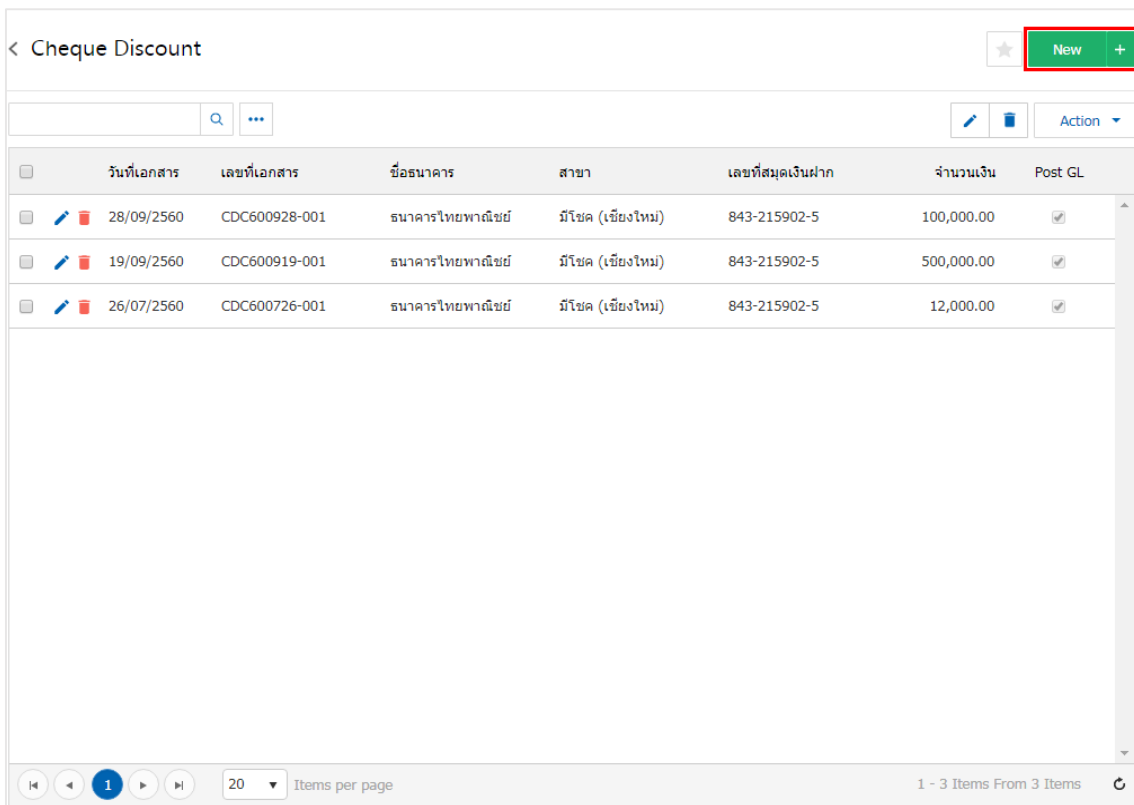 Cheque Discount
New +
Action
วันที่เอกสาร เลขที่เอกสาร ชื่อธนาคาร สาขา เลขที่สมุดเงินฝาก จำนวนเงิน Post GL
28/09/2560 CDC600928-001 ธนาคารไทยพาณิชย์ มีโชค (เชียงใหม่) 843-215902-5 100,000.00
19/09/2560 CDC600919-001 ธนาคารไทยพาณิชย์ มีโชค (เชียงใหม่) 843-215902-5 500,000.00
26/07/2560 CDC600726-001 ธนาคารไทยพาณิชย์ มีโชค (เชียงใหม่) 843-215902-5 12,000.00
1 20 Items per page 1 - 3 Items From 3 Items